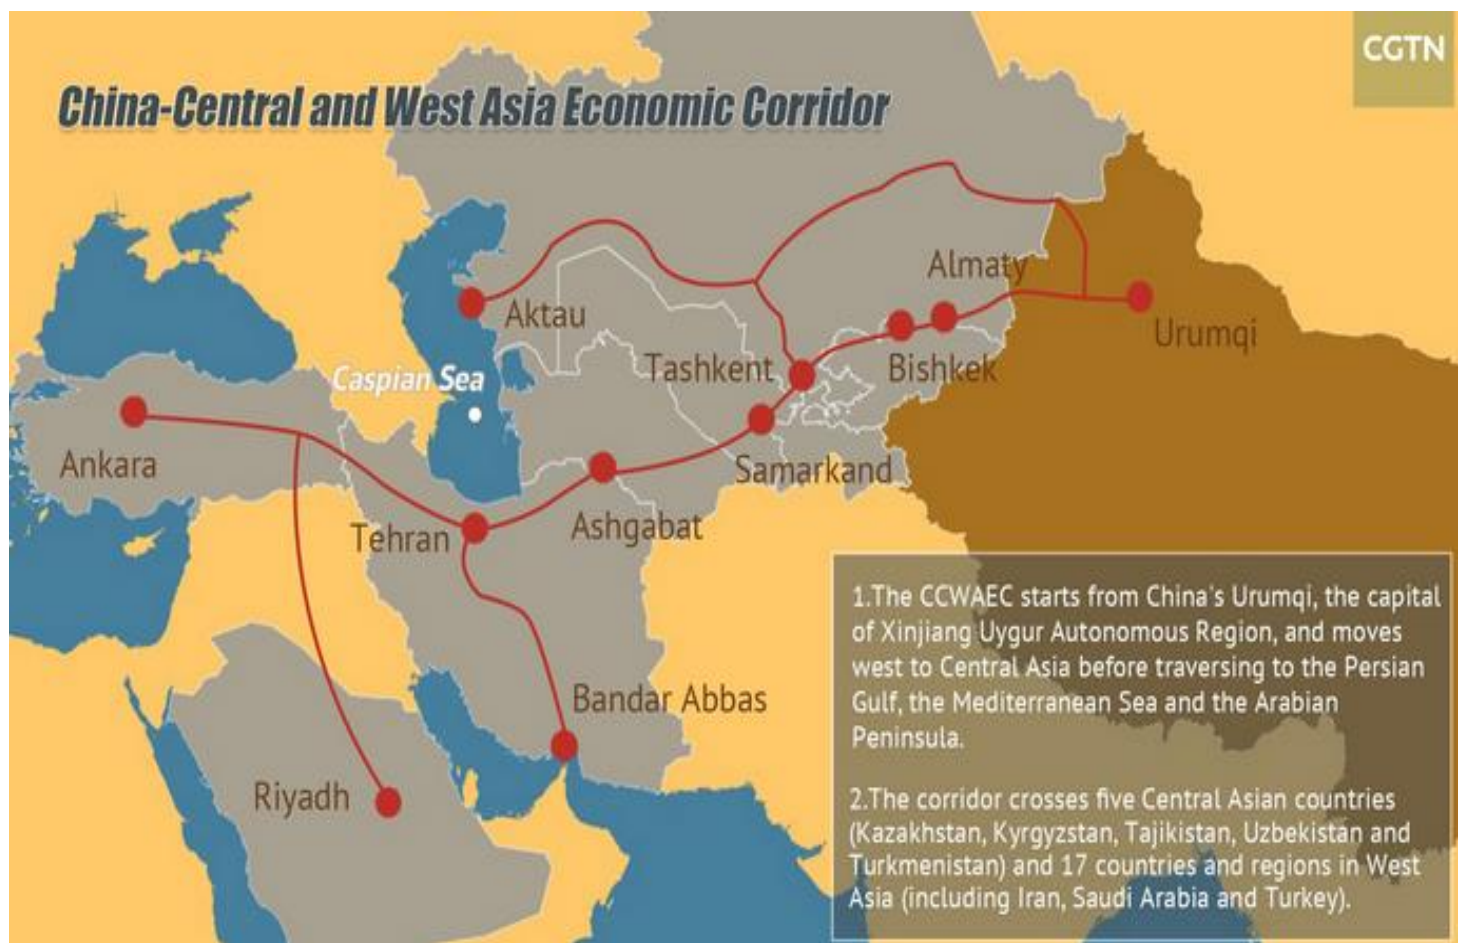 CGTN
China-Central and West Asia Economic Corridor
Almaty
Aktau
Urumqi
Tashkent
Bishkek
Caspian Sea
Ankara
Samarkand
Tehran
Ashgabat
Bandar Abbas
Riyadh
1.The CCWAEC starts from China's Urumqi, the capital
of Xinjiang Uygur Autonomous Region, and moves
west to Central Asia before traversing to the Persian
Gulf, the Mediterranean Sea and the Arabian
Peninsula.
2.The corridor crosses five Central Asian countries
(Kazakhstan, Kyrgyzstan, Tajikistan, Uzbekistan and
Turkmenistan) and 17 countries and regions in West
Asia (including Iran, Saudi Arabia and Turkey).